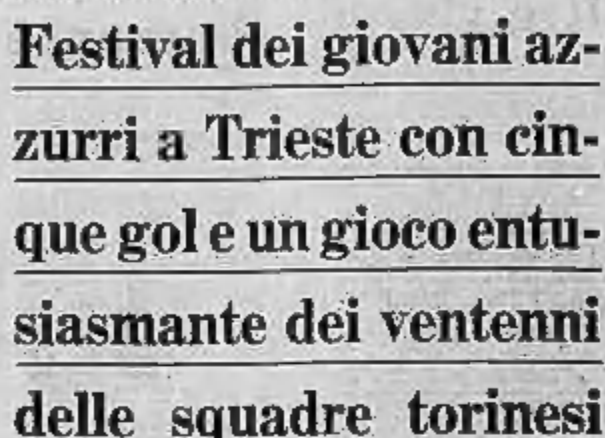 Festival dei giovani az-
zurri a Trieste con cin-
que gol e un gioco entu-
siasmante dei ventenni
delle squadre torinesi